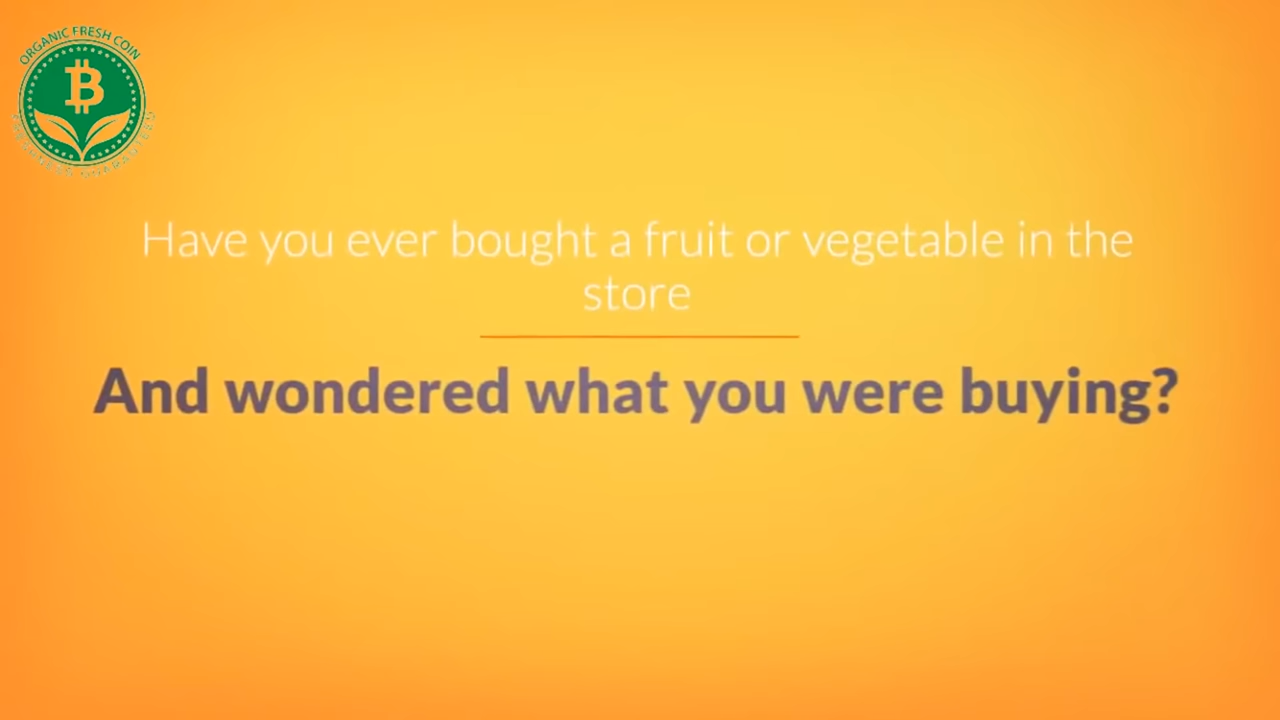 ORGANIC FRESH COIN
B
Have you ever bought a fruit or vegetable in the
store
And wondered what you were buying?